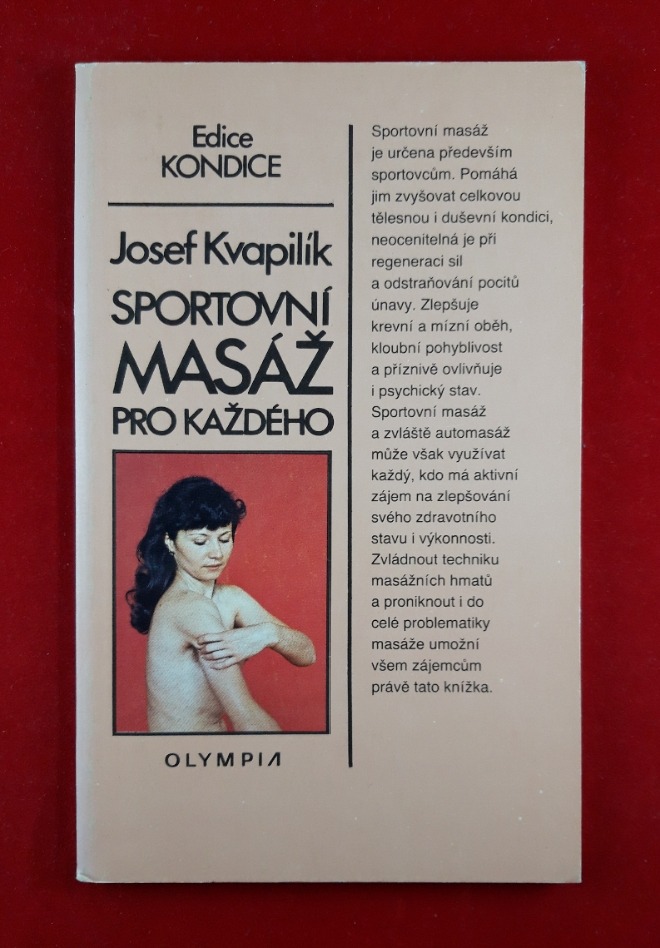 Edice
KONDICE
Josef Kvapilík
SPORTOVNÍ
MASÁŽ
PRO KAŽDÉHO
OLYMPIA
Sportovní masáž
je určena především
sportovcům. Pomáhá
jim zvyšovat celkovou
tělesnou i duševní kondici,
neocenitelná je při
regeneraci sil
a odstraňování pocitů
únavy. Zlepšuje
krevní a mízní oběh,
kloubní pohyblivost
a příznivě ovlivňuje
i psychický stav.
Sportovní masáž
a zvláště automasáž
může však využívat
každý, kdo má aktivní
zájem na zlepšování
svého zdravotního
stavu i výkonnosti.
Zvládnout techniku
masážních hmatů
a proniknout i do
celé problematiky
masáže umožní
všem zájemcům
právě tato knížka.